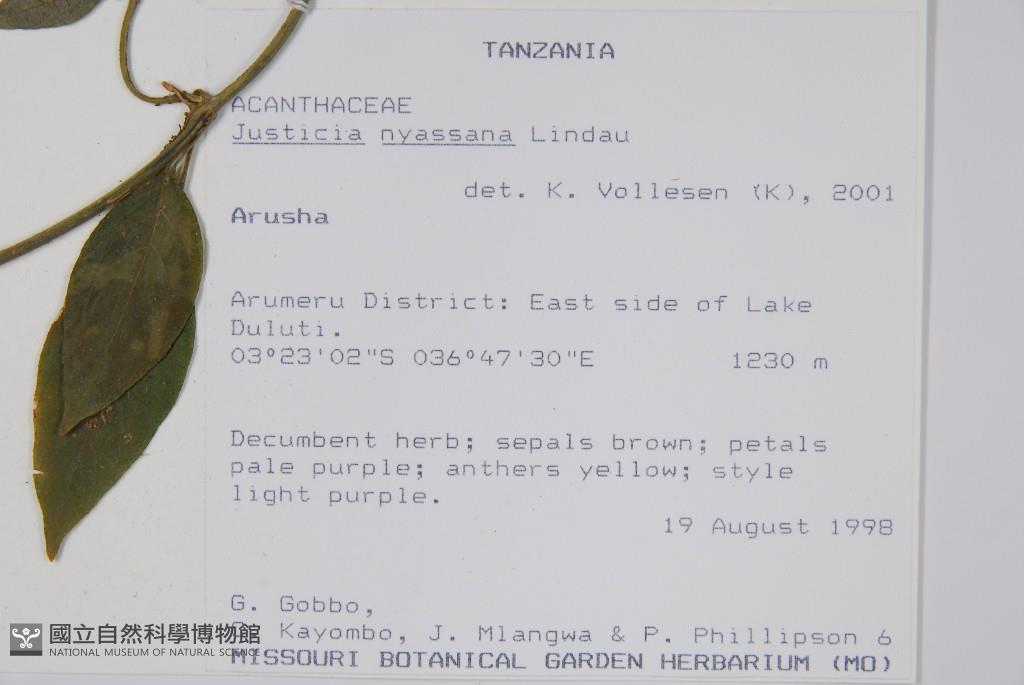 TANZANIA
ACANTHACEAE
Justicia nyassana Lindau
det. K. Vollesen (K), 2001
Arusha
Arumeru District: East side of Lake
Duluti.
03°23'02"S 036°47'30"E 1230 m
Decumbent herb; sepals brown; petals
pale purple; anthers yellow; style
light purple.
19 August 1998
G. Gobbo,
Kayombo, J. Mlangwa & P. Phillipson 6
MISSOURI BOTANICAL GARDEN HERBARIUM (MO)
國立自然科學博物館
NATIONAL MUSEUM OF NATURAL SCIENCE